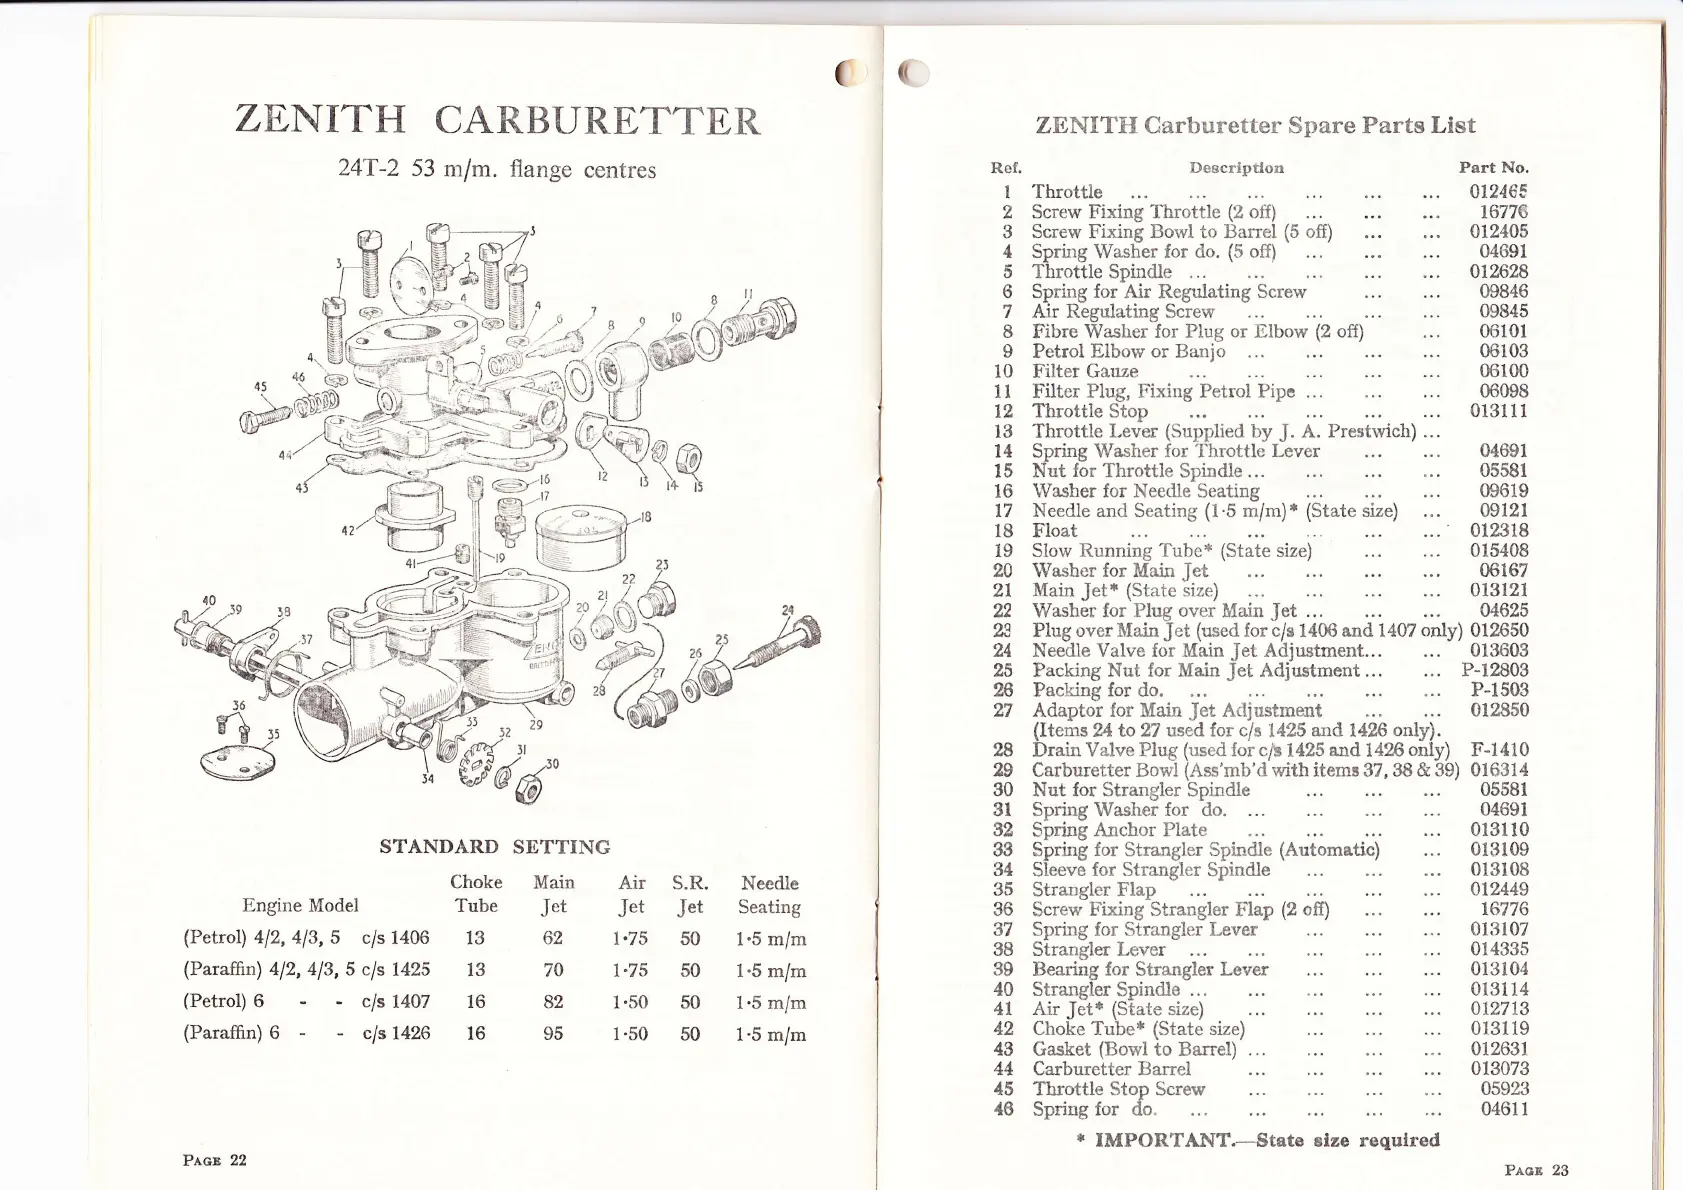 ZENITH CARBURETTER
24T-2 53 m/m. flange centres
STANDARD SETTING
Engine Model Choke Tube Main Jet Air Jet S.R. Jet Needle Seating
(Petrol) 4/2, 4/3, 5 c/s 1406 13 62 1·75 50 1·5 m/m
(Paraffin) 4/2, 4/3, 5 c/s 1425 13 70 1·75 50 1·5 m/m
(Petrol) 6 - - c/s 1407 16 82 1·50 50 1·5 m/m
(Paraffin) 6 - - c/s 1426 16 95 1·50 50 1·5 m/m
PAGE 22
ZENITH Carburetter Spare Parts List
Ref. Description Part No.
1 Throttle ... ... ... ... ... ... 012465
2 Screw Fixing Throttle (2 off) ... ... ... 16776
3 Screw Fixing Bowl to Barrel (5 off) ... ... 012405
4 Spring Washer for do. (5 off) ... ... ... 04691
5 Throttle Spindle ... ... ... ... ... 012628
6 Spring for Air Regulating Screw ... ... 09846
7 Air Regulating Screw ... ... ... ... 09845
8 Fibre Washer for Plug or Elbow (2 off) ... 06101
9 Petrol Elbow or Banjo ... ... ... ... 06103
10 Filter Gauze ... ... ... ... ... 06100
11 Filter Plug, Fixing Petrol Pipe ... ... ... 06098
12 Throttle Stop ... ... ... ... ... 013111
13 Throttle Lever (Supplied by J. A. Prestwich) ...
14 Spring Washer for Throttle Lever ... ... 04691
15 Nut for Throttle Spindle ... ... ... ... 05581
16 Washer for Needle Seating ... ... ... 09619
17 Needle and Seating (1·5 m/m)* (State size) ... 09121
18 Float ... ... ... ... ... ... 012318
19 Slow Running Tube* (State size) ... ... 015408
20 Washer for Main Jet ... ... ... ... 06167
21 Main Jet* (State size) ... ... ... ... 013121
22 Washer for Plug over Main Jet ... ... ... 04625
23 Plug over Main Jet (used for c/s 1406 and 1407 only) 012650
24 Needle Valve for Main Jet Adjustment... ... 013603
25 Packing Nut for Main Jet Adjustment ... ... P-12803
26 Packing for do. ... ... ... ... ... P-1503
27 Adaptor for Main Jet Adjustment ... ... 012850
(Items 24 to 27 used for c/s 1425 and 1426 only).
28 Drain Valve Plug (used for c/s 1425 and 1426 only) F-1410
29 Carburetter Bowl (Ass'mb'd with items 37, 38 & 39) 016314
30 Nut for Strangler Spindle ... ... ... 05581
31 Spring Washer for do. ... ... ... ... 04691
32 Spring Anchor Plate ... ... ... ... 013110
33 Spring for Strangler Spindle (Automatic) ... 013109
34 Sleeve for Strangler Spindle ... ... ... 013108
35 Strangler Flap ... ... ... ... ... 012449
36 Screw Fixing Strangler Flap (2 off) ... ... 16776
37 Spring for Strangler Lever ... ... ... 013107
38 Strangler Lever ... ... ... ... ... 014335
39 Bearing for Strangler Lever ... ... ... 013104
40 Strangler Spindle ... ... ... ... ... 013114
41 Air Jet* (State size) ... ... ... ... 012713
42 Choke Tube* (State size) ... ... ... 013119
43 Gasket (Bowl to Barrel) ... ... ... ... 012631
44 Carburetter Barrel ... ... ... ... 013073
45 Throttle Stop Screw ... ... ... ... 05923
46 Spring for do. ... ... ... ... ... 04611
* IMPORTANT.—State size required
PAGE 23